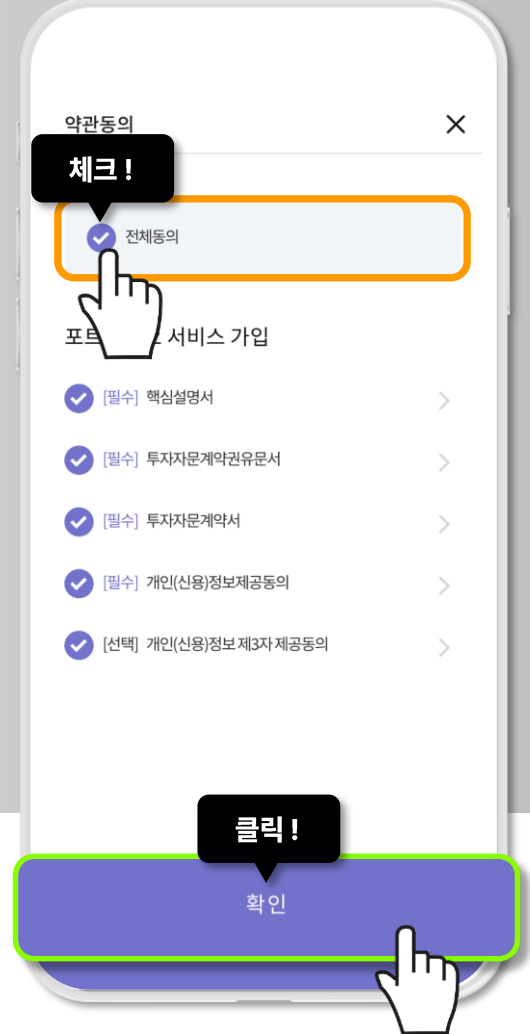 약관동의
체크 !
전체동의
서비스 가입
[필수] 핵심설명서
[필수] 투자자문계약권유문서
[필수] 투자자문계약서
[필수] 개인(신용)정보제공동의
[선택] 개인(신용)정보 제3자 제공동의
클릭 !
확인